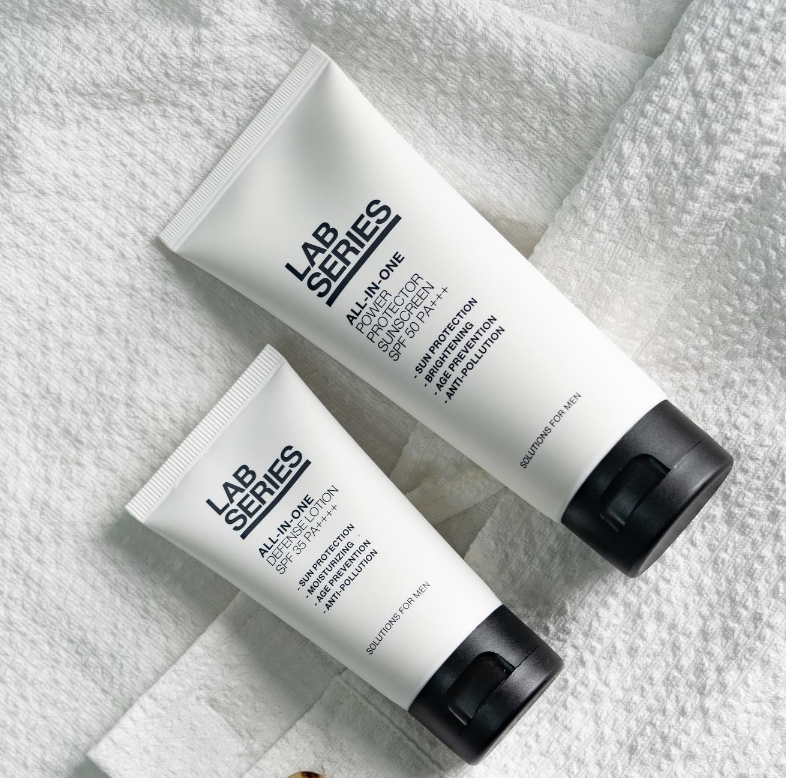 LAB
SERIES
ALL-IN-ONE
POWER
PROTECTOR
SUNSCREEN
SPF 50 PA+++
- SUN PROTECTION
- BRIGHTENING
- AGE PREVENTION
- ANTI-POLLUTION
SOLUTIONS FOR MEN
LAB
SERIES
ALL-IN-ONE
DEFENSE LOTION
SPF 35 PA++++
- SUN PROTECTION
- MOISTURIZING
- AGE PREVENTION
- ANTI-POLLUTION
SOLUTIONS FOR MEN